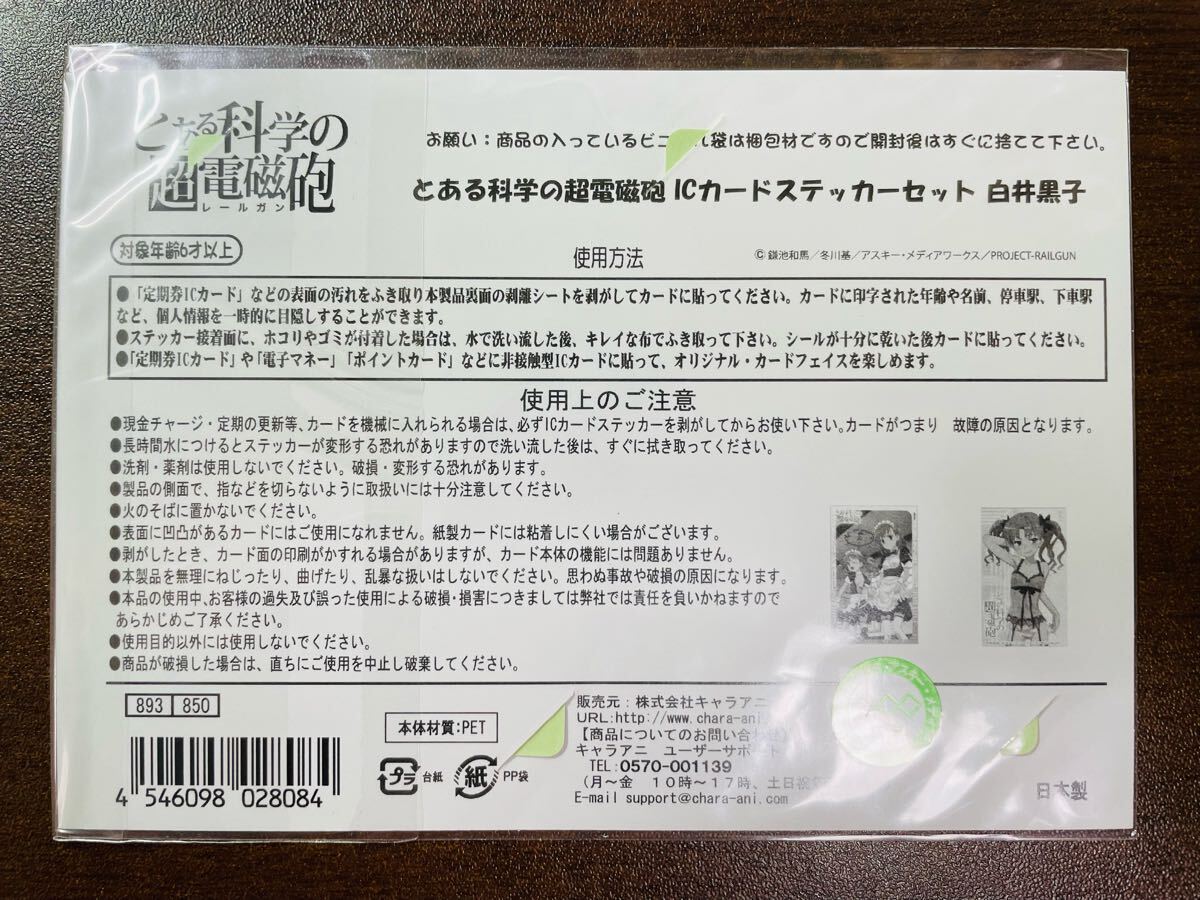 とある科学の
超電磁砲
レールガン
お願い：商品の入っているビニール袋は梱包材ですので開封後はすぐに捨てて下さい。
とある科学の超電磁砲 ICカードステッカーセット 白井黒子
対象年齢6才以上
使用方法
©鎌池和馬／冬川基／アスキー・メディアワークス／PROJECT-RAILGUN
●「定期券ICカード」などの表面の汚れをふき取り本製品裏面の剥離シートを剥がしてカードに貼ってください。カードに印字された年齢や名前、停車駅、下車駅
など、個人情報を一時的に目隠しすることができます。
●ステッカー接着面に、ホコリやゴミが付着した場合は、水で洗い流した後、キレイな布でふき取って下さい。シールが十分に乾いた後カードに貼ってください。
●「定期券ICカード」や「電子マネー」「ポイントカード」などに非接触型ICカードに貼って、オリジナル・カードフェイスを楽しめます。
使用上のご注意
●現金チャージ・定期の更新等、カードを機械に入れられる場合は、必ずICカードステッカーを剥がしてからお使い下さい。カードがつまり 故障の原因となります。
●長時間水につけるとステッカーが変形する恐れがありますので洗い流した後は、すぐに拭き取ってください。
●洗剤・薬剤は使用しないでください。破損・変形する恐れがあります。
●製品の側面で、指などを切らないように取扱いには十分注意してください。
●火のそばに置かないでください。
●表面に凹凸があるカードにはご使用になれません。紙製カードには粘着しにくい場合がございます。
●剥がしたとき、カード面の印刷がかすれる場合がありますが、カード本体の機能には問題ありません。
●本製品を無理にねじったり、曲げたり、乱暴な扱いはしないでください。思わぬ事故や破損の原因になります。
●本品の使用中、お客様の過失及び誤った使用による破損・損害につきましては弊社では責任を負いかねますので
あらかじめご了承ください。
●使用目的以外には使用しないでください。
●商品が破損した場合は、直ちにご使用を中止し破棄してください。
893 850
本体材質：PET
プラ 台紙 紙 PP袋
4 546098 028084
販売元：株式会社キャラアニ
URL:http://www.chara-ani.
【商品についてのお問い合わせ】
キャラアニ ユーザーサポート
TEL:0570-001139
（月〜金 10時〜17時、土日祝
E-mail support@chara-ani.com
日本製